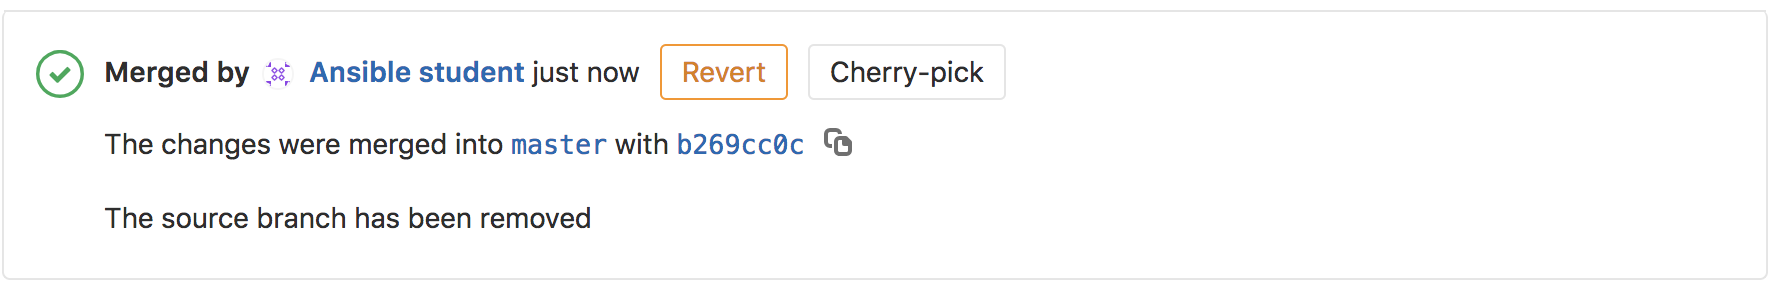 Merged by Ansible student just now Revert Cherry-pick
The changes were merged into master with b269cc0c
The source branch has been removed